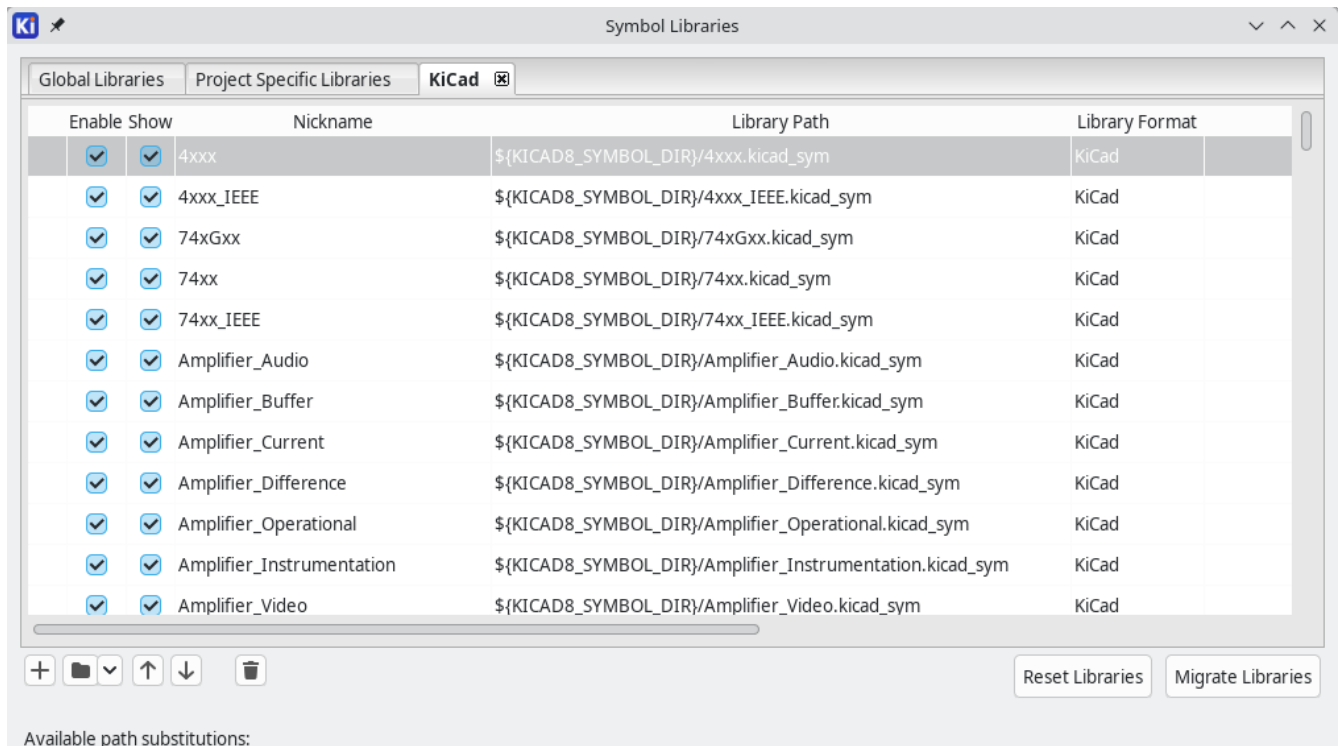 Ki Symbol Libraries
Global Libraries Project Specific Libraries KiCad
Enable Show Nickname Library Path Library Format
4xxx ${KICAD8_SYMBOL_DIR}/4xxx.kicad_sym KiCad
4xxx_IEEE ${KICAD8_SYMBOL_DIR}/4xxx_IEEE.kicad_sym KiCad
74xGxx ${KICAD8_SYMBOL_DIR}/74xGxx.kicad_sym KiCad
74xx ${KICAD8_SYMBOL_DIR}/74xx.kicad_sym KiCad
74xx_IEEE ${KICAD8_SYMBOL_DIR}/74xx_IEEE.kicad_sym KiCad
Amplifier_Audio ${KICAD8_SYMBOL_DIR}/Amplifier_Audio.kicad_sym KiCad
Amplifier_Buffer ${KICAD8_SYMBOL_DIR}/Amplifier_Buffer.kicad_sym KiCad
Amplifier_Current ${KICAD8_SYMBOL_DIR}/Amplifier_Current.kicad_sym KiCad
Amplifier_Difference ${KICAD8_SYMBOL_DIR}/Amplifier_Difference.kicad_sym KiCad
Amplifier_Operational ${KICAD8_SYMBOL_DIR}/Amplifier_Operational.kicad_sym KiCad
Amplifier_Instrumentation ${KICAD8_SYMBOL_DIR}/Amplifier_Instrumentation.kicad_sym KiCad
Amplifier_Video ${KICAD8_SYMBOL_DIR}/Amplifier_Video.kicad_sym KiCad
Reset Libraries Migrate Libraries
Available path substitutions: